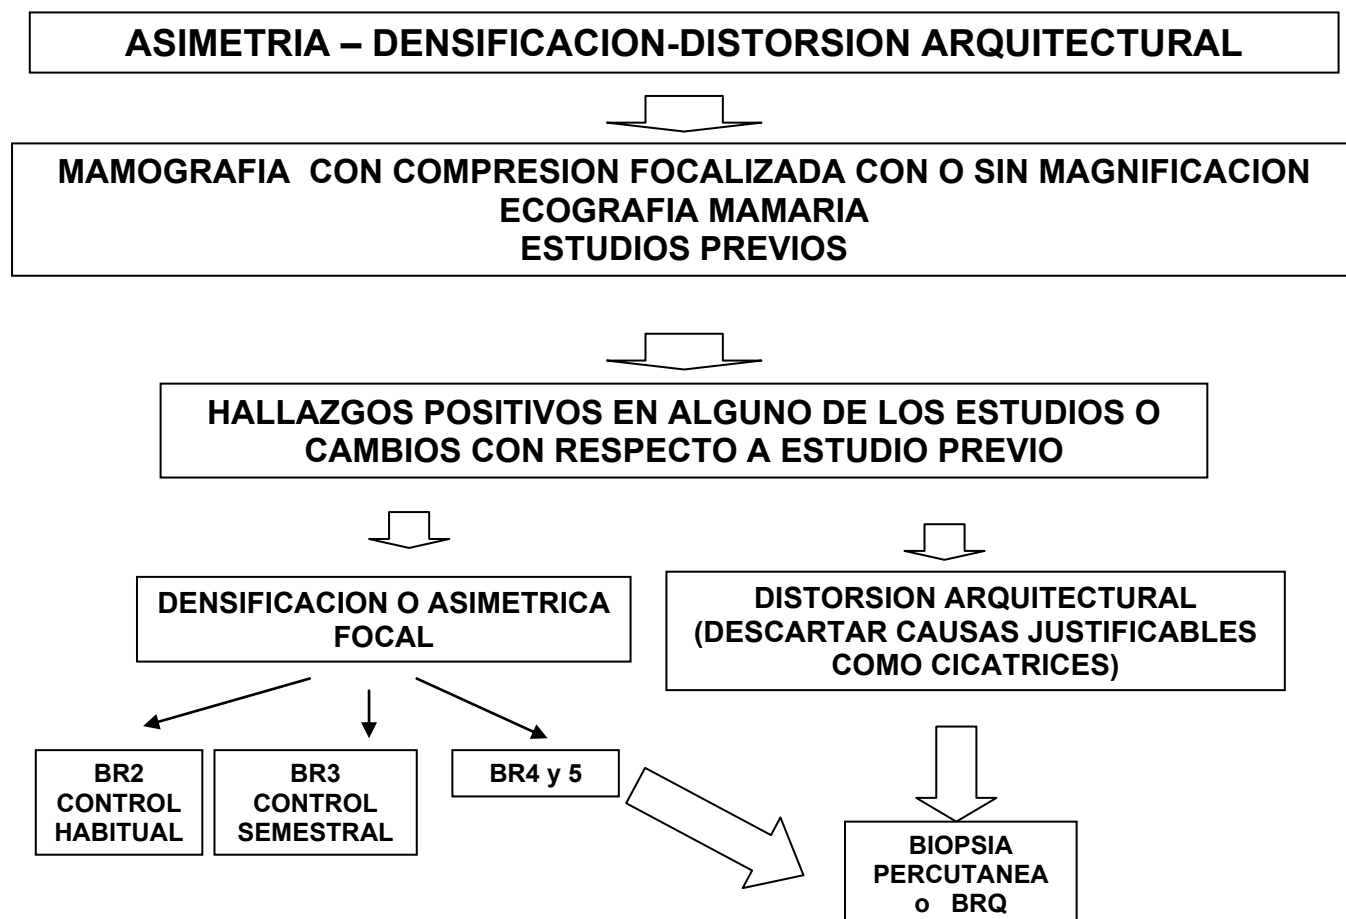 ASIMETRIA – DENSIFICACION-DISTORSION ARQUITECTURAL
MAMOGRAFIA CON COMPRESION FOCALIZADA CON O SIN MAGNIFICACION
ECOGRAFIA MAMARIA
ESTUDIOS PREVIOS
HALLAZGOS POSITIVOS EN ALGUNO DE LOS ESTUDIOS O
CAMBIOS CON RESPECTO A ESTUDIO PREVIO
DENSIFICACION O ASIMETRICA
FOCAL
DISTORSION ARQUITECTURAL
(DESCARTAR CAUSAS JUSTIFICABLES
COMO CICATRICES)
BR2
CONTROL
HABITUAL
BR3
CONTROL
SEMESTRAL
BR4 y 5
BIOPSIA
PERCUTANEA
o BRQ